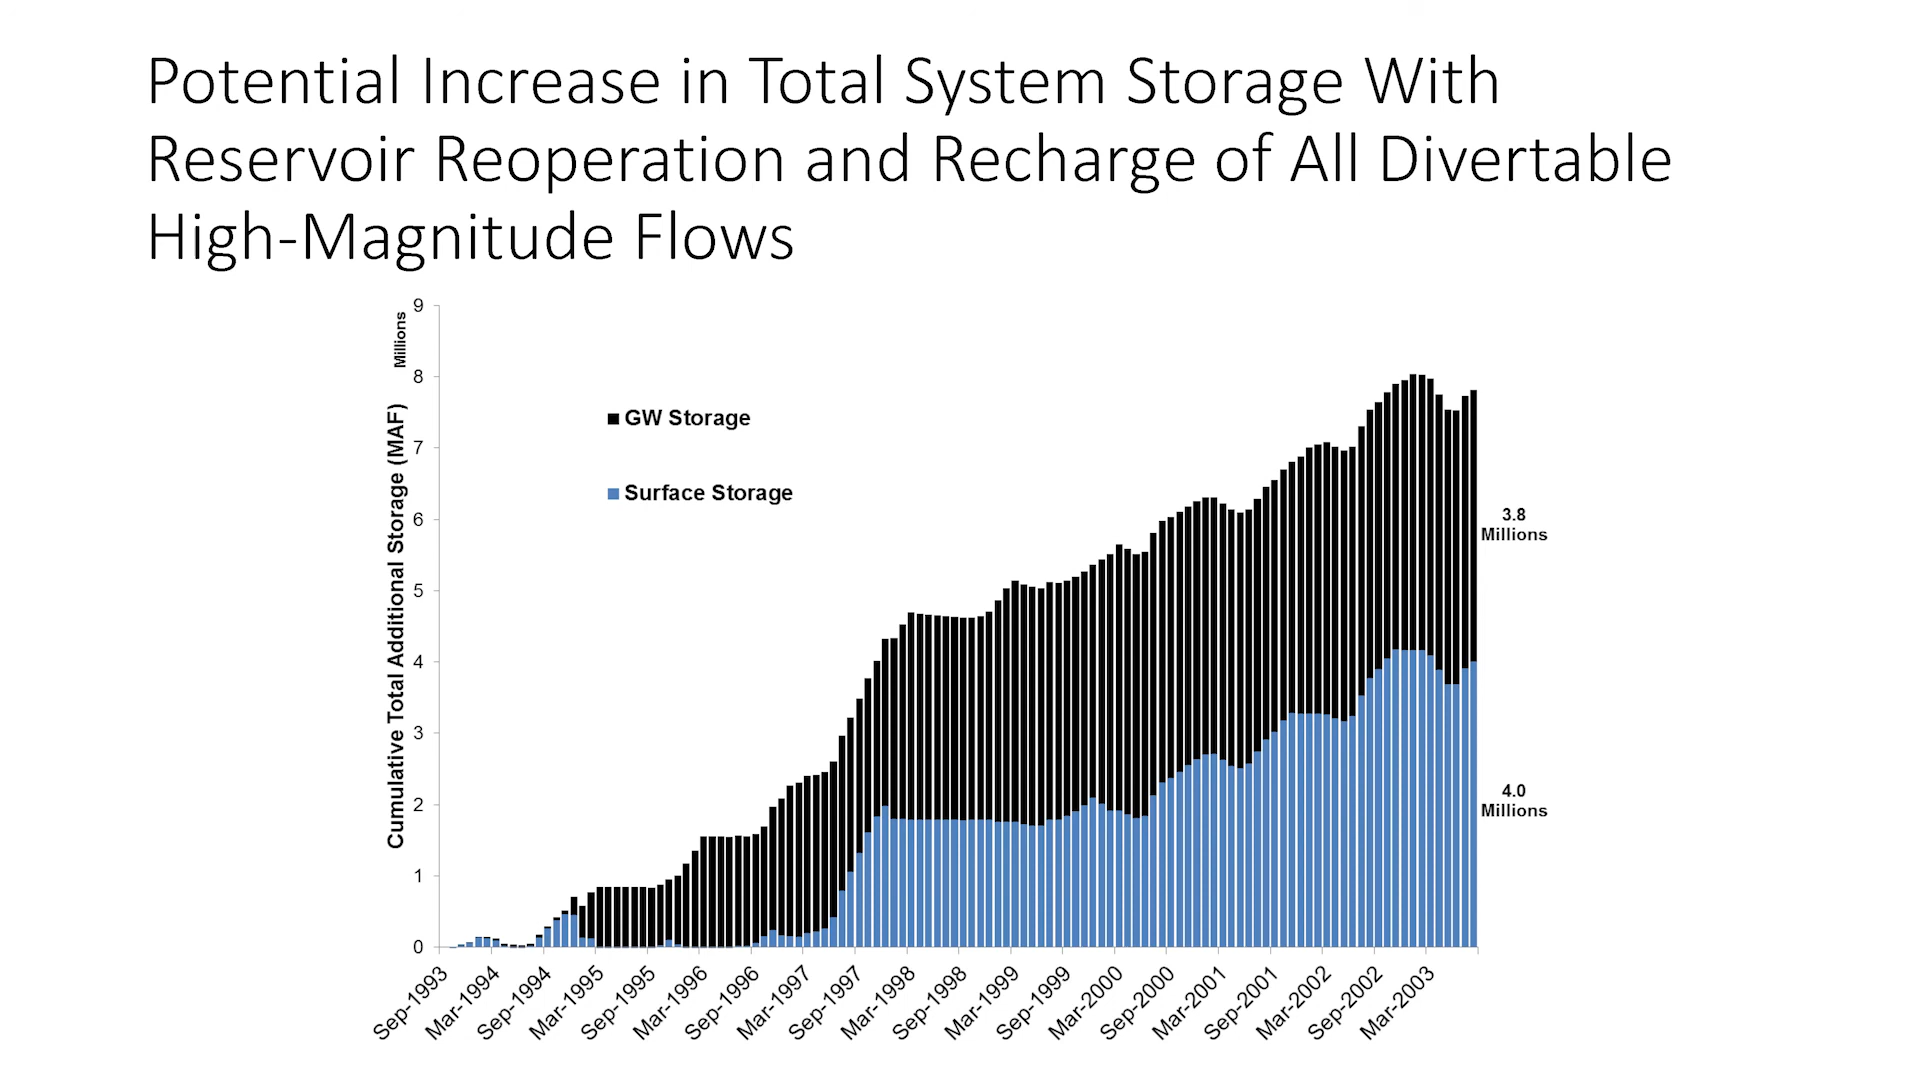 Potential Increase in Total System Storage With
Reservoir Reoperation and Recharge of All Divertable
High-Magnitude Flows
Cumulative Total Additional Storage (MAF)
Millions
9
8
7
6
5
4
3
2
1
0
GW Storage
Surface Storage
3.8
Millions
4.0
Millions
Sep-1993
Mar-1994
Sep-1994
Mar-1995
Sep-1995
Mar-1996
Sep-1996
Mar-1997
Sep-1997
Mar-1998
Sep-1998
Mar-1999
Sep-1999
Mar-2000
Sep-2000
Mar-2001
Sep-2001
Mar-2002
Sep-2002
Mar-2003